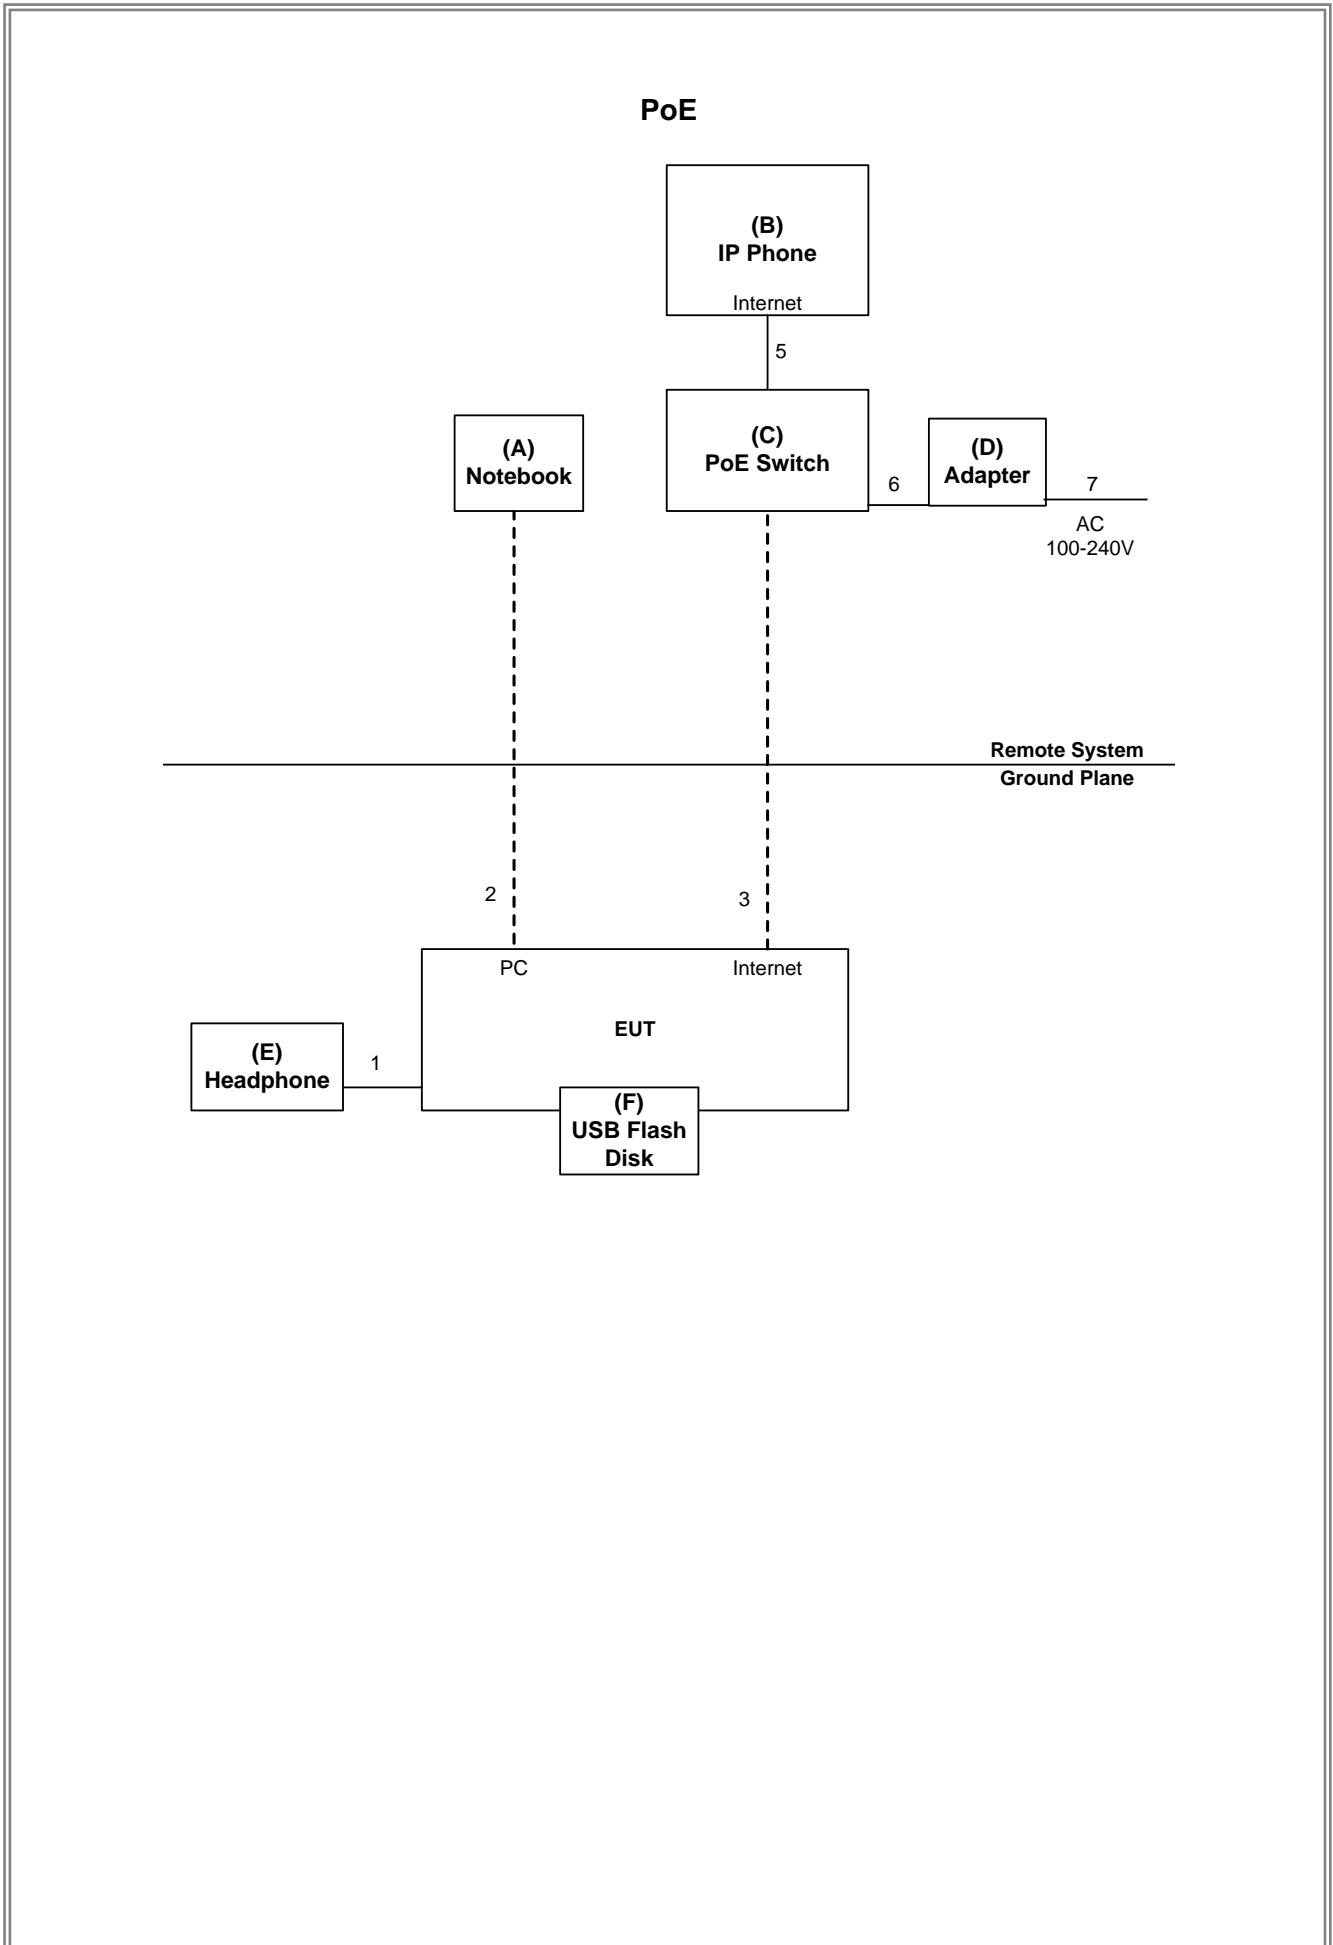 PoE
(B)
IP Phone
Internet
5
(A)
Notebook
(C)
PoE Switch
6
(D)
Adapter
7
AC
100-240V
Remote System
Ground Plane
2
3
PC
Internet
EUT
(E)
Headphone
1
(F)
USB Flash
Disk